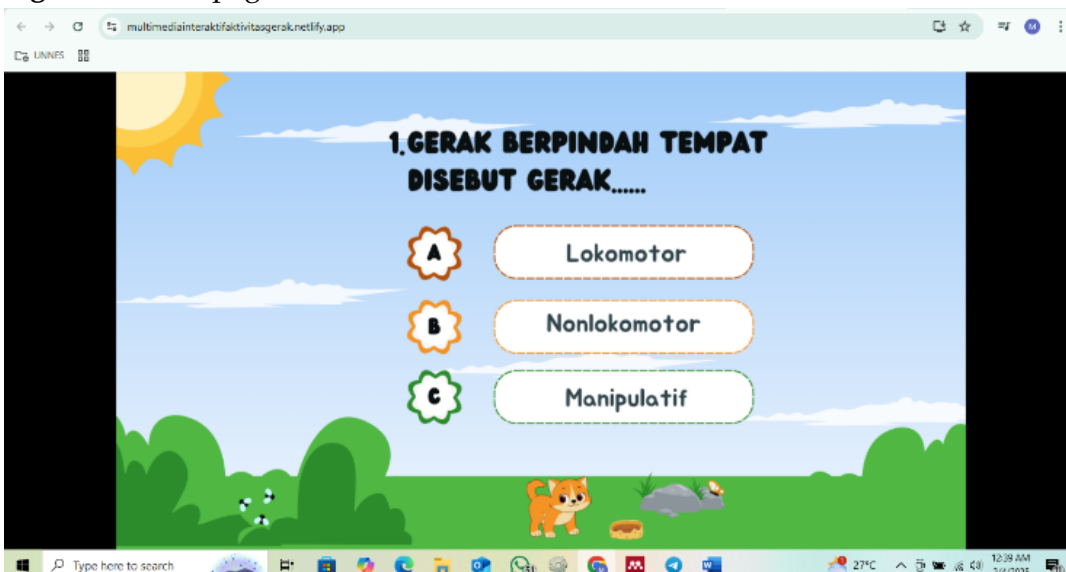 multimediainteraktifaktivitasgerak.netlify.app
M
UNNES
1. GERAK BERPINDAH TEMPAT
DISEBUT GERAK......
A Lokomotor
B Nonlokomotor
C Manipulatif
Type here to search
27°C
12:39 AM